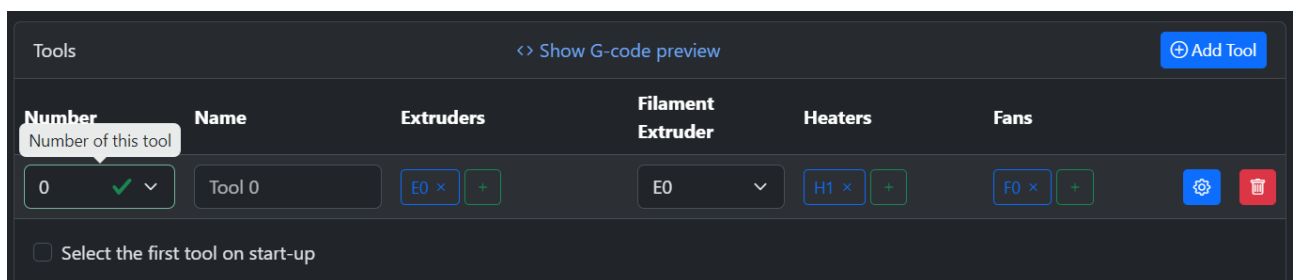 Tools
<> Show G-code preview
Add Tool
Number
Name
Extruders
Filament
Extruder
Heaters
Fans
Number of this tool
0
Tool 0
E0 ×
+
E0
H1 ×
+
F0 ×
+
Select the first tool on start-up